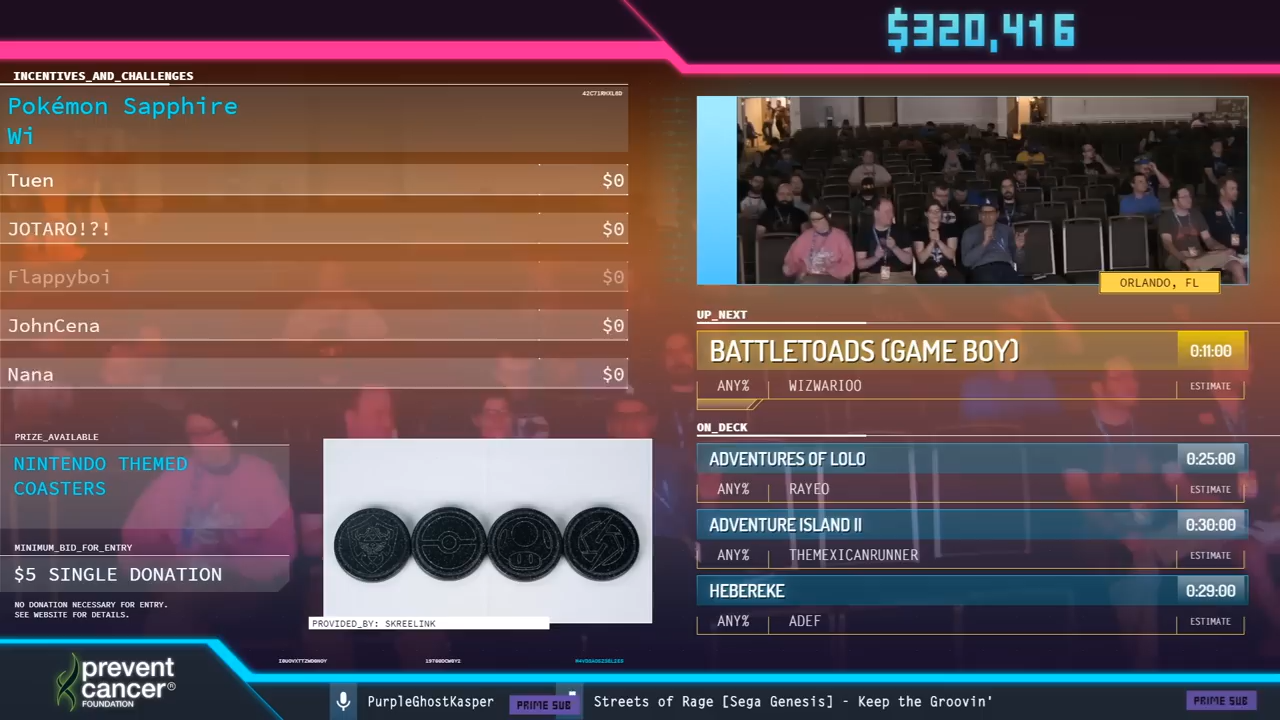 $320,416
INCENTIVES_AND_CHALLENGES
Pokémon Sapphire
Wi
Tuen $0
JOTARO!?! $0
Flappyboi $0
JohnCena $0
Nana $0
PRIZE_AVAILABLE
NINTENDO THEMED
COASTERS
MINIMUM_BID_FOR_ENTRY
$5 SINGLE DONATION
NO DONATION NECESSARY FOR ENTRY.
SEE WEBSITE FOR DETAILS.
PROVIDED_BY: SKREELINK
ORLANDO, FL
UP_NEXT
BATTLETOADS (GAME BOY) 0:11:00
ANY% WIZWARIOO ESTIMATE
ON_DECK
ADVENTURES OF LOLO 0:25:00
ANY% RAYEO ESTIMATE
ADVENTURE ISLAND II 0:30:00
ANY% THEMEXICANRUNNER ESTIMATE
HEBEREKE 0:29:00
ANY% ADEF ESTIMATE
prevent
cancer®
FOUNDATION
PurpleGhostKasper PRIME SUB Streets of Rage [Sega Genesis] - Keep the Groovin' PRIME SUB